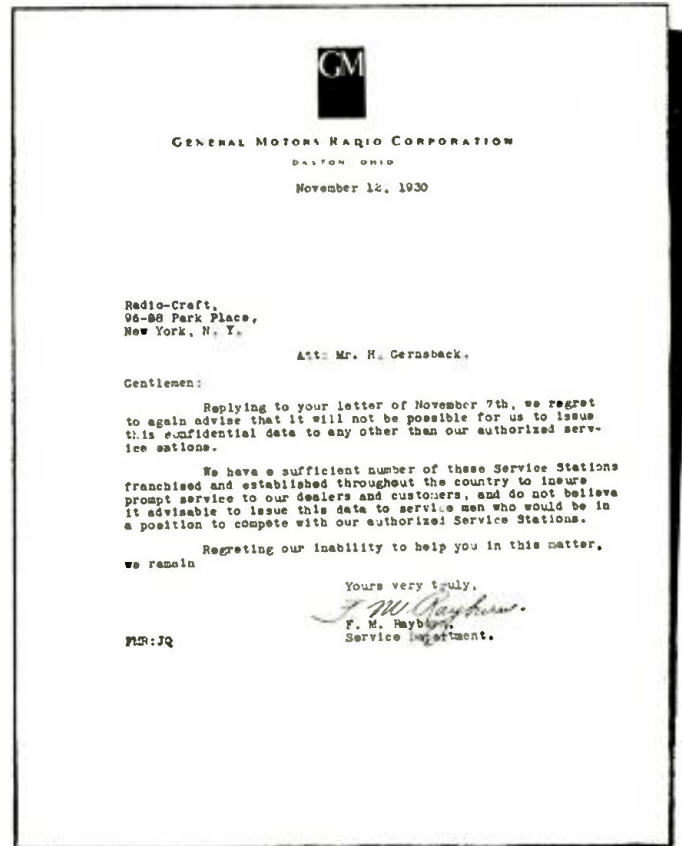 GM
GENERAL MOTORS RADIO CORPORATION
DAYTON, OHIO
November 12, 1930
Radio-Craft,
96-98 Park Place,
New York, N. Y.
Att: Mr. H. Gernsback.
Gentlemen:
Replying to your letter of November 7th, we regret
to again advise that it will not be possible for us to issue
this confidential data to any other than our authorized serv-
ice sations.
We have a sufficient number of these Service Stations
franchised and established throughout the country to insure
prompt service to our dealers and customers, and do not believe
it advisable to issue this data to service men who would be in
a position to compete with our authorized Service Stations.
Regreting our inability to help you in this matter,
we remain
Yours very truly,
F. M. Rayburn.
F. M. Rayburn.
Service Department.
FMR:JQ